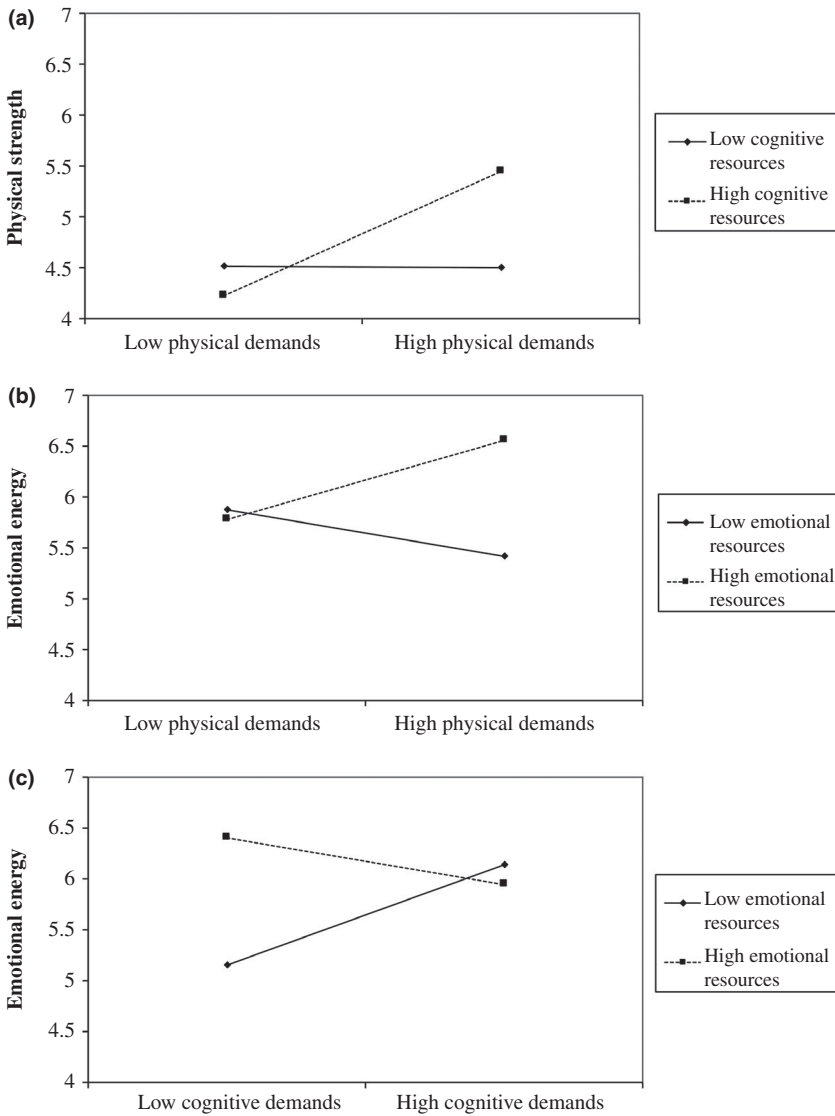 (a)
7
6.5
6
5.5
5
4.5
4
Physical strength
Low physical demands
High physical demands
Low cognitive
resources
High cognitive
resources
(b)
7
6.5
6
5.5
5
4.5
4
Emotional energy
Low physical demands
High physical demands
Low emotional
resources
High emotional
resources
(c)
7
6.5
6
5.5
5
4.5
4
Emotional energy
Low cognitive demands
High cognitive demands
Low emotional
resources
High emotional
resources